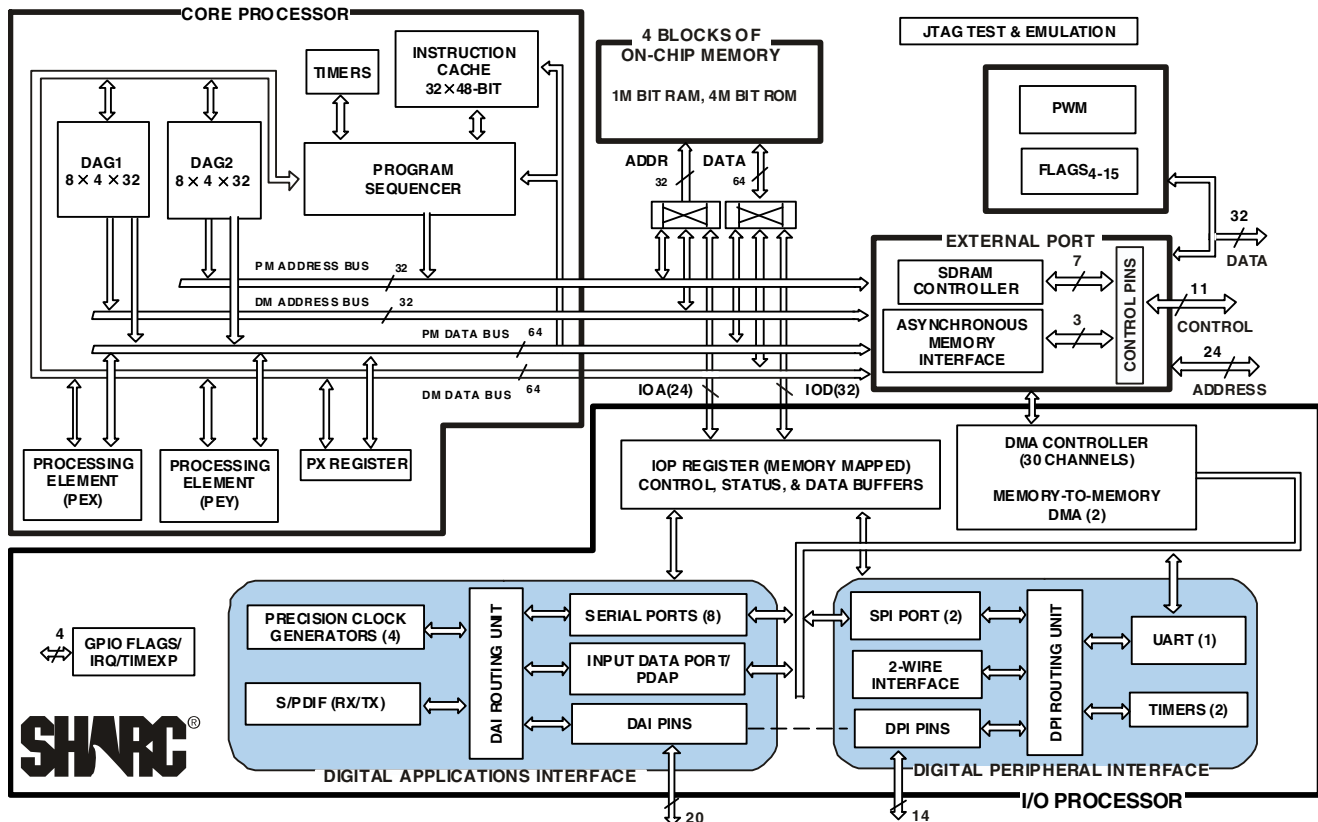 CORE PROCESSOR
TIMERS
INSTRUCTION
CACHE
32×48-BIT
DAG1
8×4×32
DAG2
8×4×32
PROGRAM
SEQUENCER
PM ADDRESS BUS
32
DM ADDRESS BUS
32
PM DATA BUS
64
DM DATA BUS
64
PROCESSING
ELEMENT
(PEX)
PROCESSING
ELEMENT
(PEY)
PX REGISTER
4 BLOCKS OF
ON-CHIP MEMORY
1M BIT RAM, 4M BIT ROM
ADDR
32
DATA
64
IOA(24)
IOD(32)
JTAG TEST & EMULATION
PWM
FLAGS4-15
EXTERNAL PORT
SDRAM
CONTROLLER
7
ASYNCHRONOUS
MEMORY
INTERFACE
3
CONTROL PINS
32
DATA
11
CONTROL
24
ADDRESS
IOP REGISTER (MEMORY MAPPED)
CONTROL, STATUS, & DATA BUFFERS
DMA CONTROLLER
(30 CHANNELS)
MEMORY-TO-MEMORY
DMA (2)
4
GPIO FLAGS/
IRQ/TIMEXP
SHARC®
PRECISION CLOCK
GENERATORS (4)
S/PDIF (RX/TX)
DAI ROUTING UNIT
SERIAL PORTS (8)
INPUT DATA PORT/
PDAP
DAI PINS
DIGITAL APPLICATIONS INTERFACE
20
SPI PORT (2)
2-WIRE
INTERFACE
DPI PINS
DPI ROUTING UNIT
UART (1)
TIMERS (2)
DIGITAL PERIPHERAL INTERFACE
14
I/O PROCESSOR